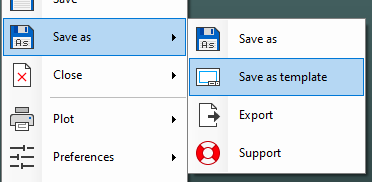 Save
Save as
Close
Plot
Preferences
Save as
Save as template
Export
Support